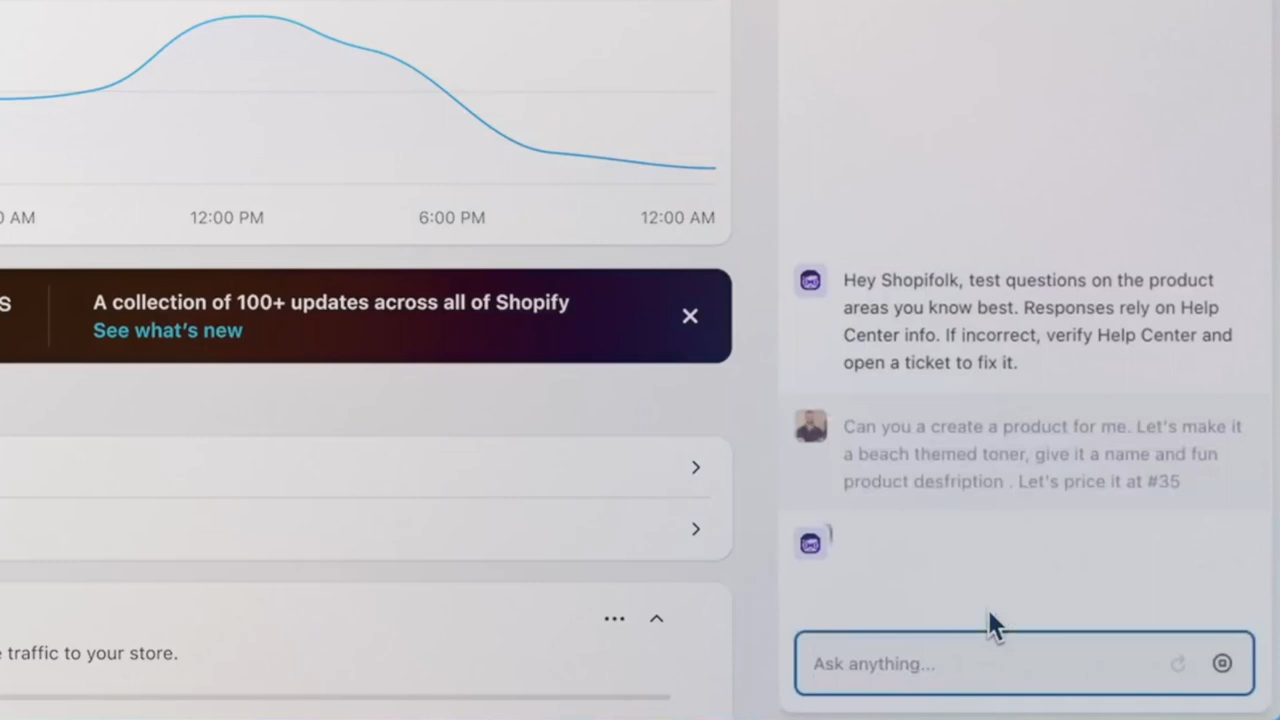 AM
12:00 PM
6:00 PM
12:00 AM
S
A collection of 100+ updates across all of Shopify
See what's new
traffic to your store.
Hey Shopifolk, test questions on the product
areas you know best. Responses rely on Help
Center info. If incorrect, verify Help Center and
open a ticket to fix it.
Can you a create a product for me. Let's make it
a beach themed toner, give it a name and fun
product desfription . Let's price it at #35
Ask anything...